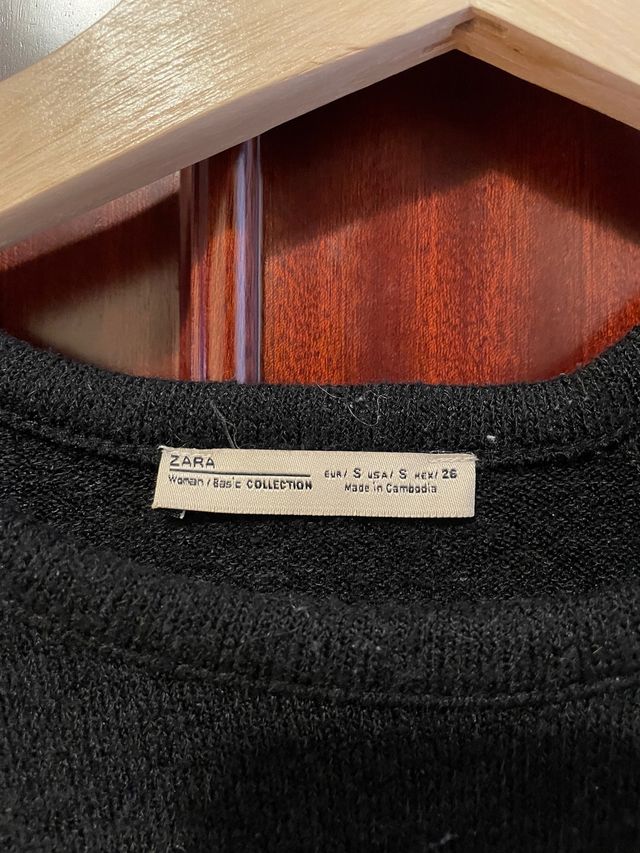 ZARA
Woman / Basic COLLECTION
EUR/ S USA/ S MEX/ 26
Made in Cambodia